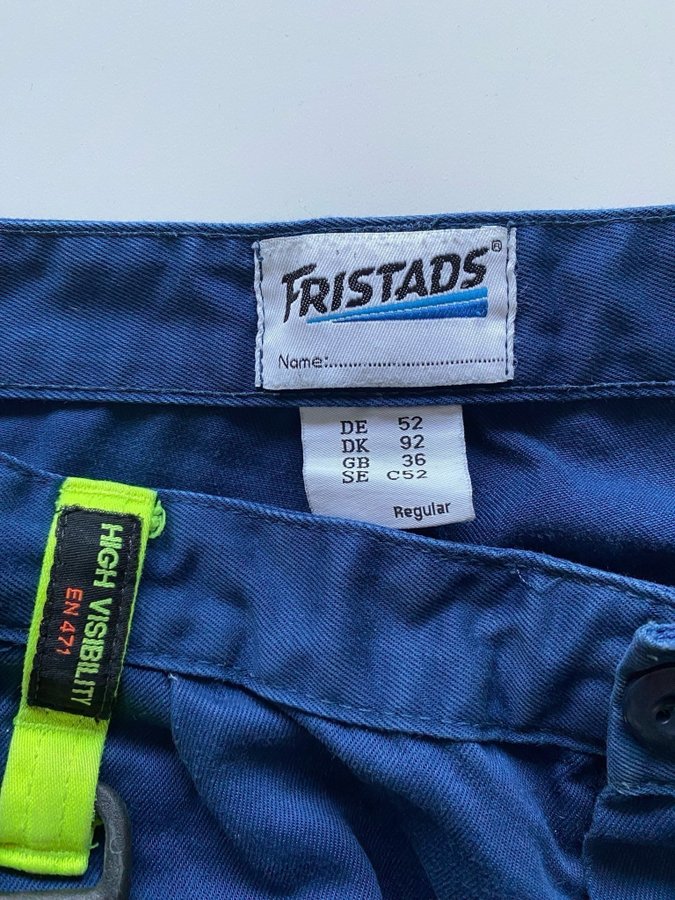 FRISTADS®
Name:..............................
DE 52
DK 92
GB 36
SE C52
Regular
HIGH VISIBILITY
EN 471